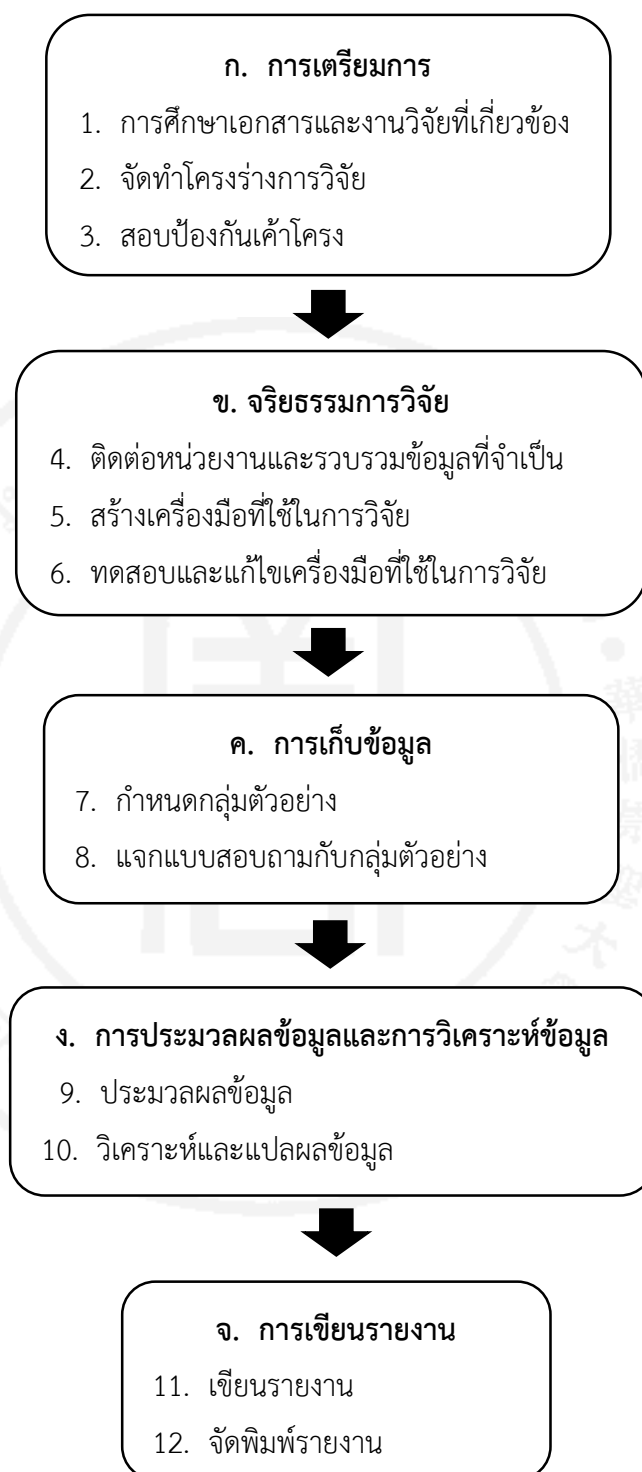 ก. การเตรียมการ
1. การศึกษาเอกสารและงานวิจัยที่เกี่ยวข้อง
2. จัดทำโครงร่างการวิจัย
3. สอบป้องกันเค้าโครง
ข. จริยธรรมการวิจัย
4. ติดต่อหน่วยงานและรวบรวมข้อมูลที่จำเป็น
5. สร้างเครื่องมือที่ใช้ในการวิจัย
6. ทดสอบและแก้ไขเครื่องมือที่ใช้ในการวิจัย
ค. การเก็บข้อมูล
7. กำหนดกลุ่มตัวอย่าง
8. แจกแบบสอบถามกับกลุ่มตัวอย่าง
ง. การประมวลผลข้อมูลและการวิเคราะห์ข้อมูล
9. ประมวลผลข้อมูล
10. วิเคราะห์และแปลผลข้อมูล
จ. การเขียนรายงาน
11. เขียนรายงาน
12. จัดพิมพ์รายงาน